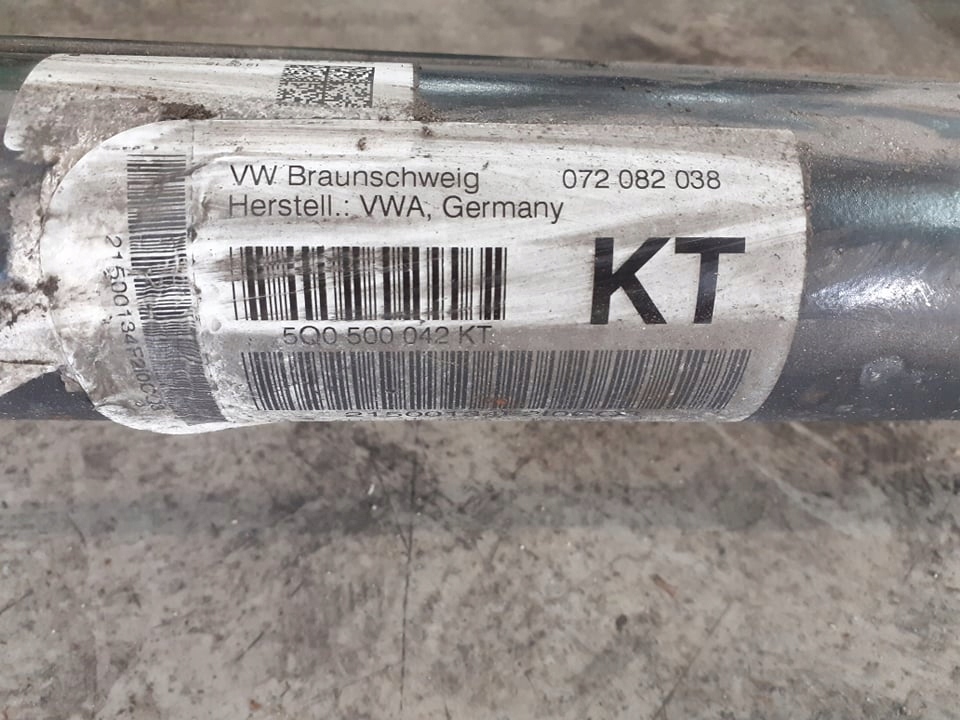 VW Braunschweig 072 082 038
Herstell.: VWA, Germany
KT
5Q0 500 042 KT